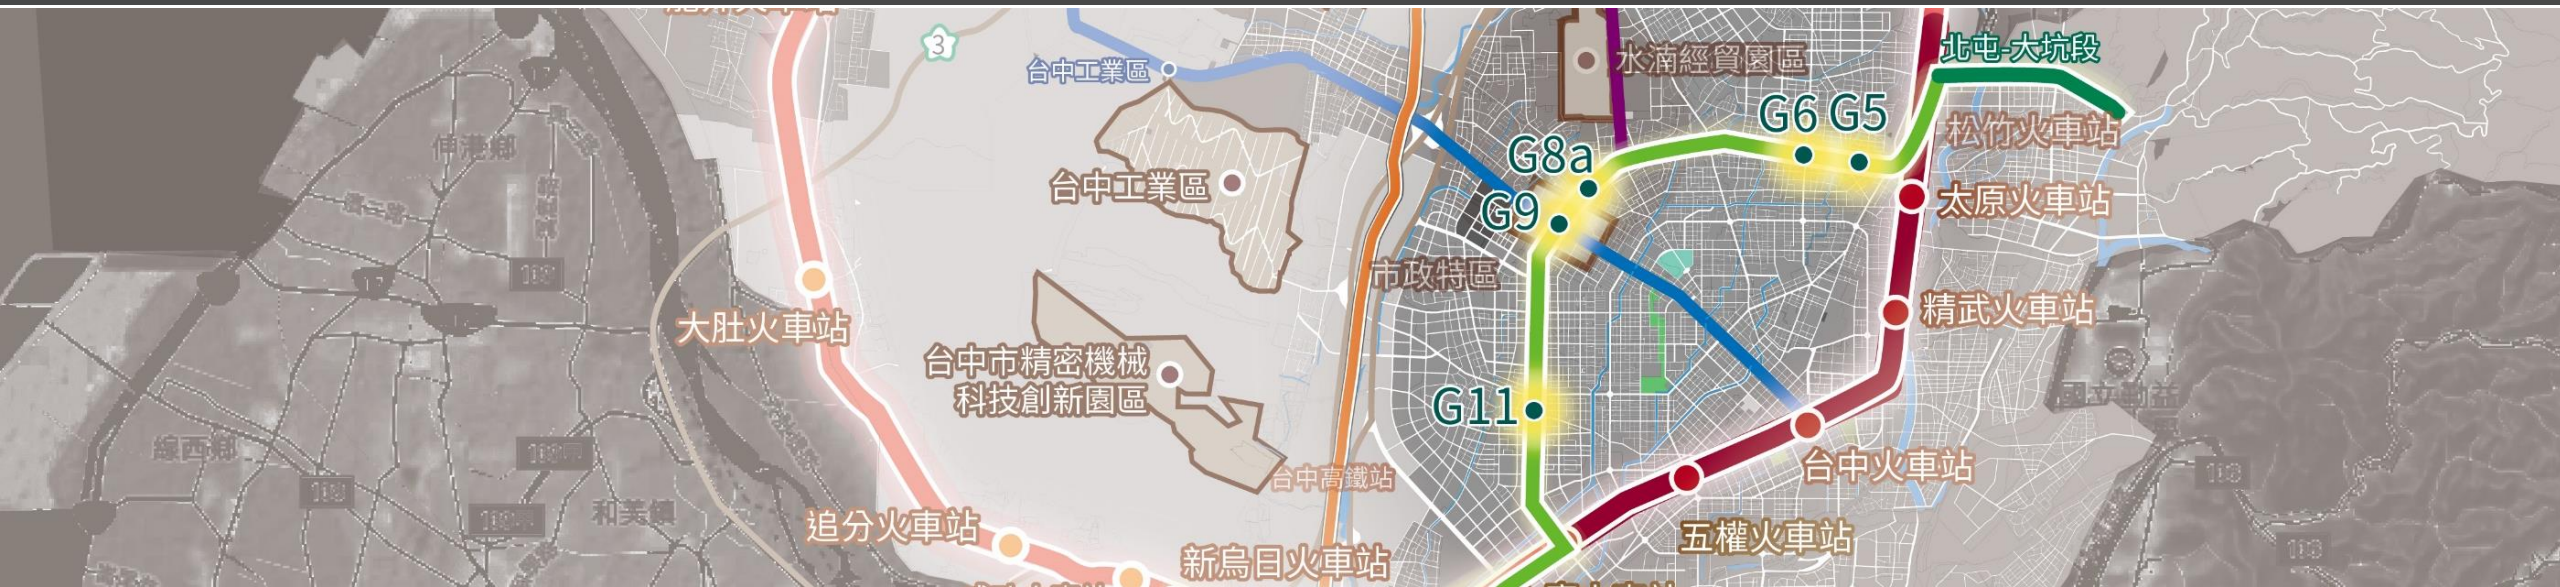 3
台中工業區
水湳經貿園區
北屯-大坑段
G6 G5
松竹火車站
伸港鄉
G8a
台中工業區
G9
太原火車站
市政特區
精武火車站
大肚火車站
台中市精密機械
科技創新園區
G11
線西鄉
台中高鐵站
台中火車站
和美鎮
追分火車站
五權火車站
新烏日火車站